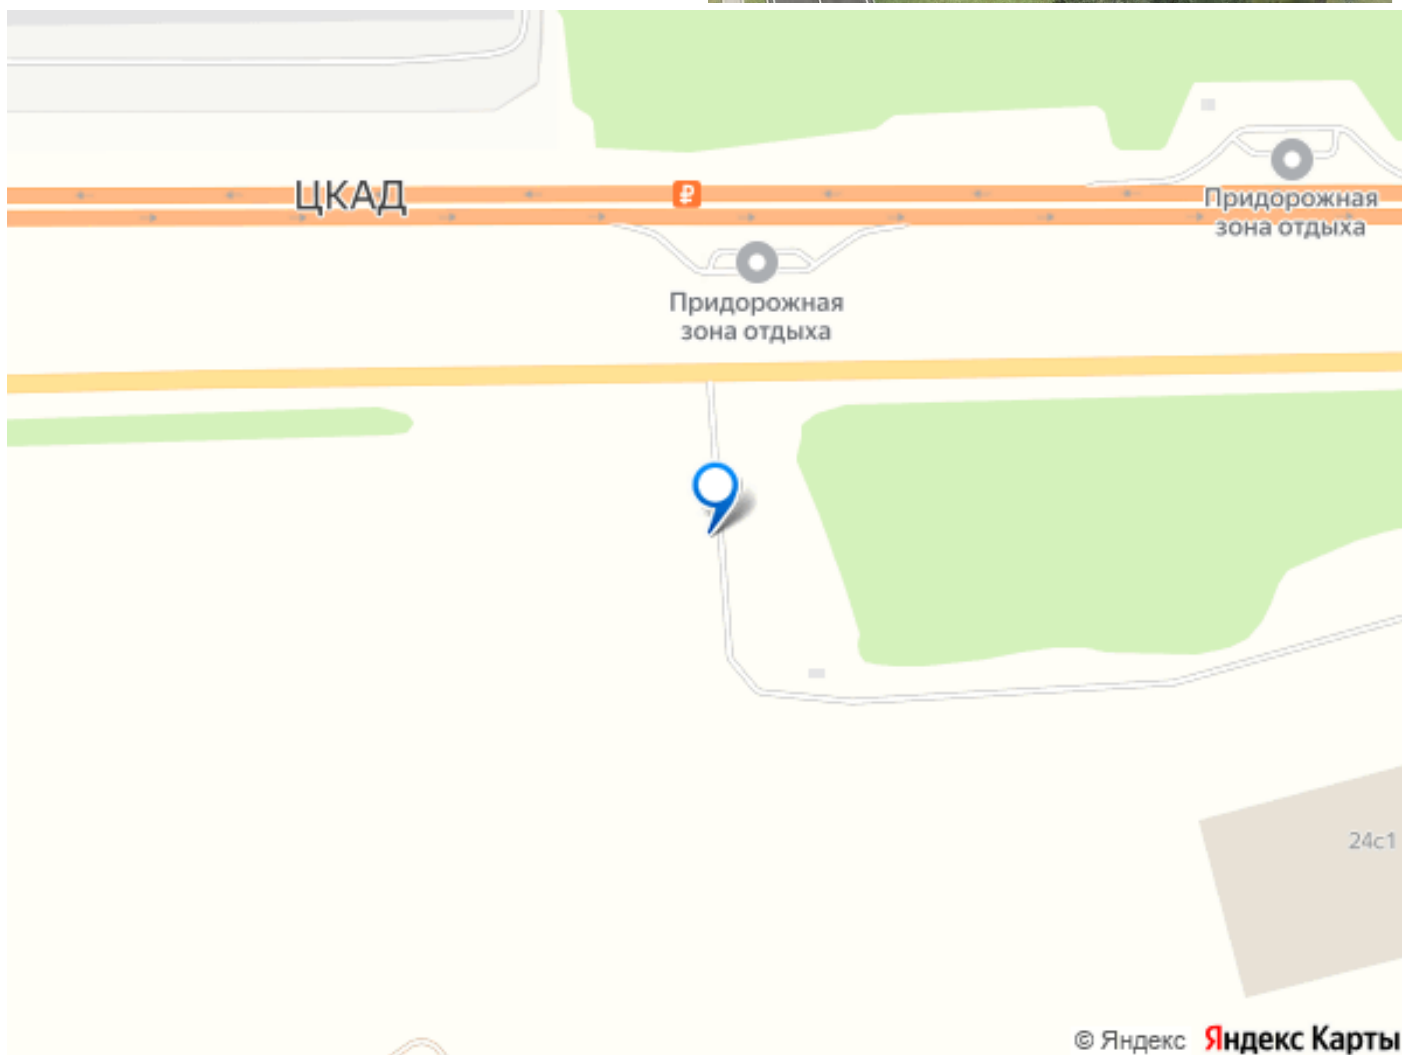 ЦКАД
₽
Придорожная
зона отдыха
Придорожная
зона отдыха
24с1
© Яндекс Яндекс Карты